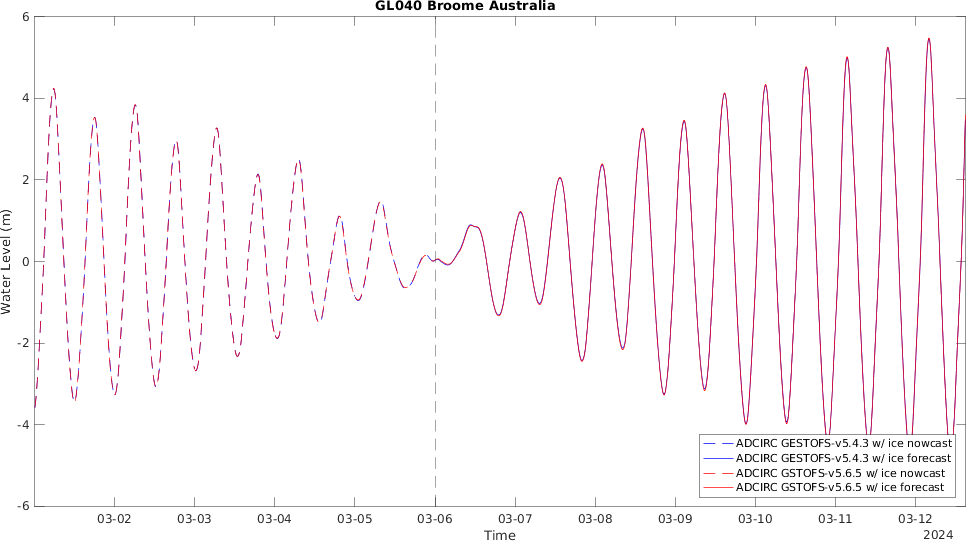 GL040 Broome Australia
6
4
2
0
-2
-4
-6
Water Level (m)
ADCIRC GESTOFS-v5.4.3 w/ ice nowcast
ADCIRC GESTOFS-v5.4.3 w/ ice forecast
ADCIRC GSTOFS-v5.6.5 w/ ice nowcast
ADCIRC GSTOFS-v5.6.5 w/ ice forecast
03-02 03-03 03-04 03-05 03-06 03-07 03-08 03-09 03-10 03-11 03-12
Time
2024